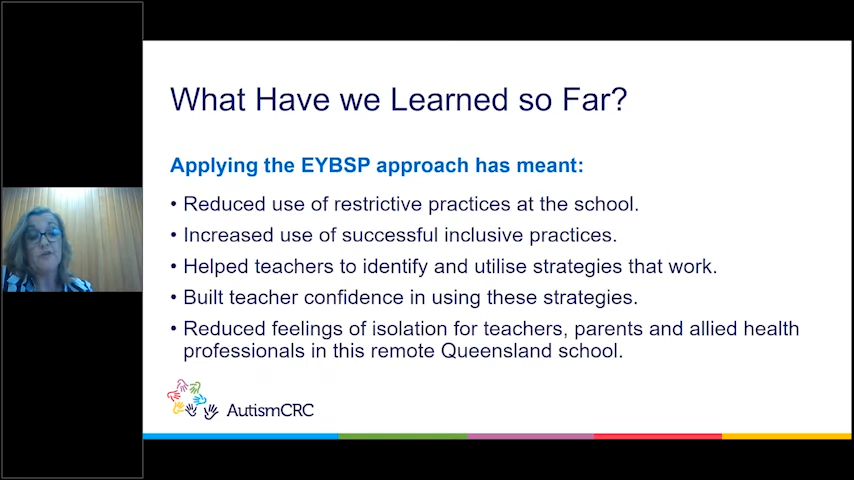 What Have we Learned so Far?
Applying the EYBSP approach has meant:
• Reduced use of restrictive practices at the school.
• Increased use of successful inclusive practices.
• Helped teachers to identify and utilise strategies that work.
• Built teacher confidence in using these strategies.
• Reduced feelings of isolation for teachers, parents and allied health
professionals in this remote Queensland school.
AutismCRC